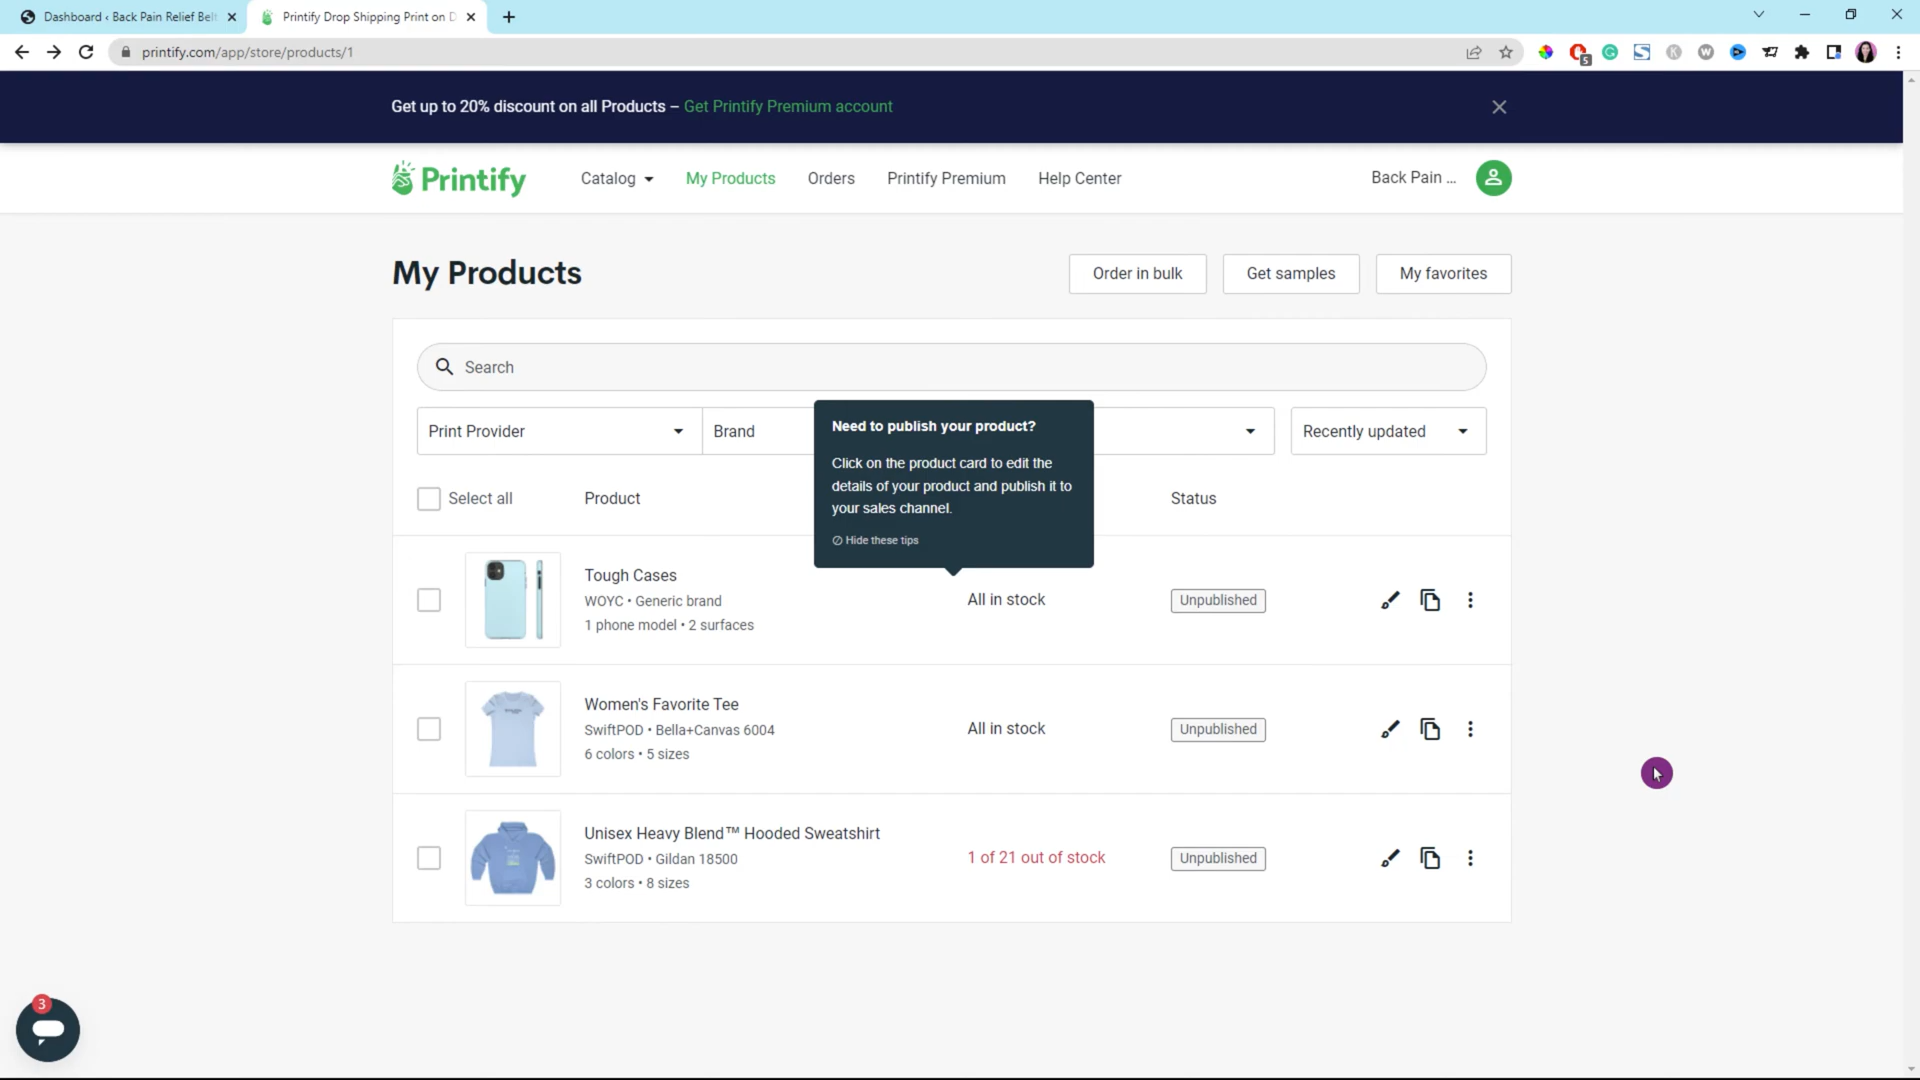 Dashboard ‹ Back Pain Relief Belt
Printify Drop Shipping Print on D
printify.com/app/store/products/1
5
K
W
Get up to 20% discount on all Products – Get Printify Premium account
Printify
Catalog
My Products
Orders
Printify Premium
Help Center
Back Pain ...
My Products
Order in bulk
Get samples
My favorites
Search
Print Provider
Brand
Recently updated
Need to publish your product?
Click on the product card to edit the
details of your product and publish it to
your sales channel.
Hide these tips
Select all
Product
Status
Tough Cases
WOYC • Generic brand
1 phone model • 2 surfaces
All in stock
Unpublished
Women's Favorite Tee
SwiftPOD • Bella+Canvas 6004
6 colors • 5 sizes
All in stock
Unpublished
Unisex Heavy Blend™ Hooded Sweatshirt
SwiftPOD • Gildan 18500
3 colors • 8 sizes
1 of 21 out of stock
Unpublished
3